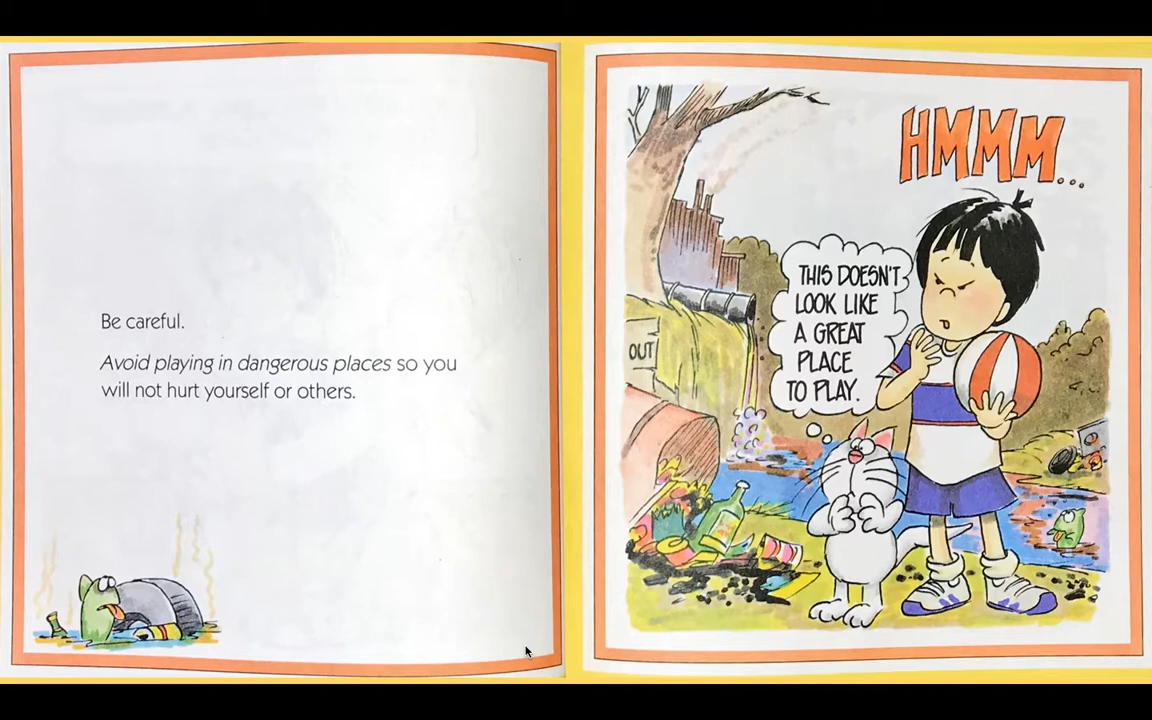 Be careful.
Avoid playing in dangerous places so you
will not hurt yourself or others.
HMMM...
THIS DOESN'T
LOOK LIKE
A GREAT
PLACE
TO PLAY.
OUT